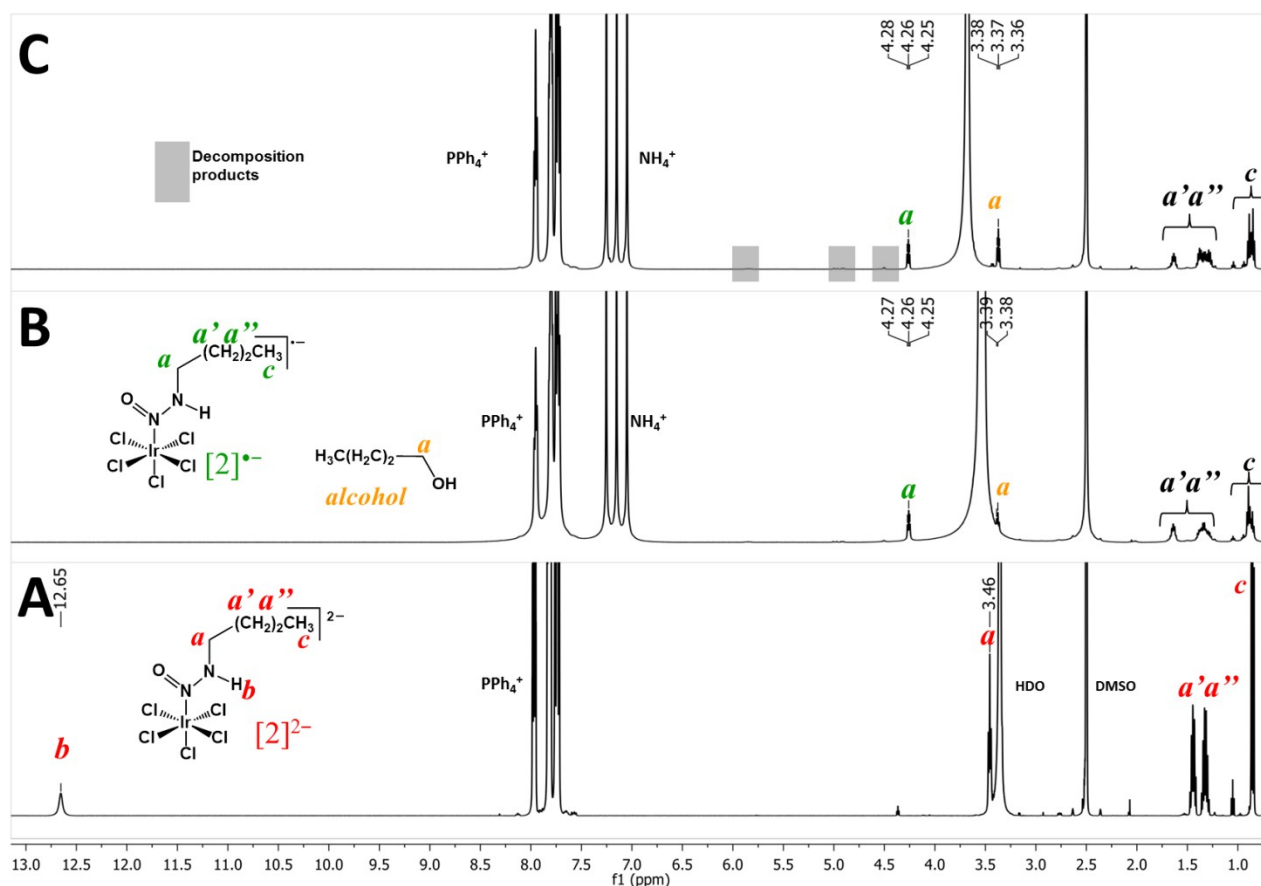 C
4.28
4.26
4.25
3.38
3.37
3.36
Decomposition
products
PPh₄⁺
NH₄⁺
a
a
a'a''
c
B
4.27
4.26
4.25
3.39
3.38
a' a''
a
(CH₂)₂CH₃
•−
c
O
N
H
N
Cl
Cl
Ir
Cl
Cl
Cl
[2]•−
H₃C(H₂C)₂
a
OH
alcohol
PPh₄⁺
NH₄⁺
a
a
a'a''
c
A
12.65
a' a''
a
(CH₂)₂CH₃
2−
c
O
N
H
b
N
Cl
Cl
Ir
Cl
Cl
Cl
[2]²⁻
b
PPh₄⁺
3.46
a
HDO
DMSO
a'a''
c
13.0 12.5 12.0 11.5 11.0 10.5 10.0 9.5 9.0 8.5 8.0 7.5 7.0 6.5 6.0 5.5 5.0 4.5 4.0 3.5 3.0 2.5 2.0 1.5 1.0
f1 (ppm)